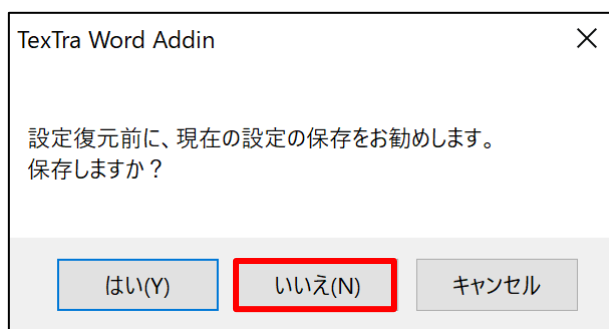 TexTra Word Addin
設定復元前に、現在の設定の保存をお勧めします。
保存しますか？
はい(Y)
いいえ(N)
キャンセル